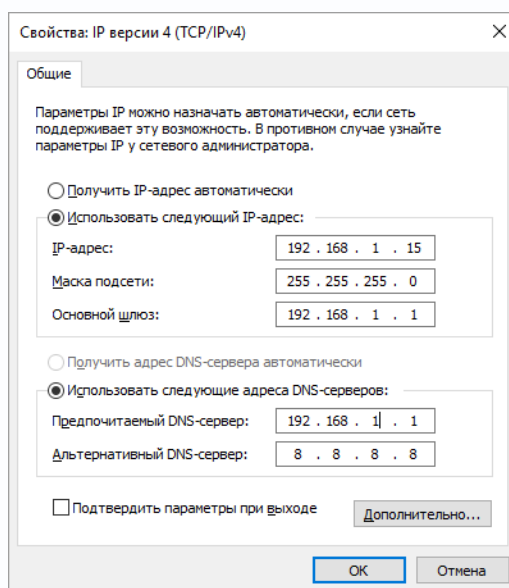 Свойства: IP версии 4 (TCP/IPv4)
Общие
Параметры IP можно назначать автоматически, если сеть
поддерживает эту возможность. В противном случае узнайте
параметры IP у сетевого администратора.
Получить IP-адрес автоматически
Использовать следующий IP-адрес:
IP-адрес: 192 . 168 . 1 . 15
Маска подсети: 255 . 255 . 255 . 0
Основной шлюз: 192 . 168 . 1 . 1
Получить адрес DNS-сервера автоматически
Использовать следующие адреса DNS-серверов:
Предпочитаемый DNS-сервер: 192 . 168 . 1 . 1
Альтернативный DNS-сервер: 8 . 8 . 8 . 8
Подтвердить параметры при выходе
Дополнительно...
OK Отмена